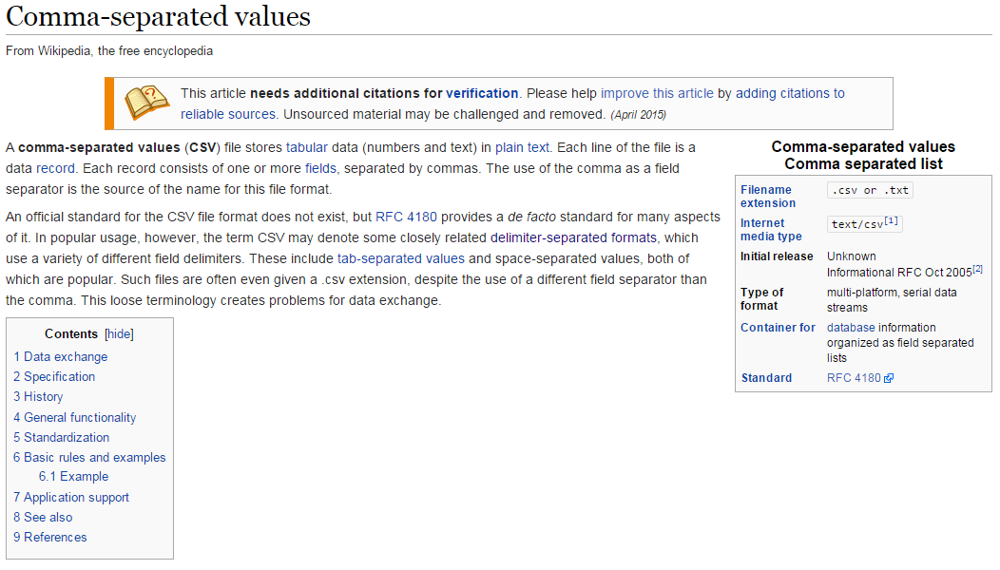 Comma-separated values
From Wikipedia, the free encyclopedia
This article needs additional citations for verification. Please help improve this article by adding citations to
reliable sources. Unsourced material may be challenged and removed. (April 2015)
A comma-separated values (CSV) file stores tabular data (numbers and text) in plain text. Each line of the file is a
data record. Each record consists of one or more fields, separated by commas. The use of the comma as a field
separator is the source of the name for this file format.
An official standard for the CSV file format does not exist, but RFC 4180 provides a de facto standard for many aspects
of it. In popular usage, however, the term CSV may denote some closely related delimiter-separated formats, which
use a variety of different field delimiters. These include tab-separated values and space-separated values, both of
which are popular. Such files are often even given a .csv extension, despite the use of a different field separator than
the comma. This loose terminology creates problems for data exchange.
Comma-separated values
Comma separated list
Filename
extension
.csv or .txt
Internet
media type
text/csv[1]
Initial release
Unknown
Informational RFC Oct 2005[2]
Type of
format
multi-platform, serial data
streams
Container for
database information
organized as field separated
lists
Standard
RFC 4180
Contents [hide]
1 Data exchange
2 Specification
3 History
4 General functionality
5 Standardization
6 Basic rules and examples
6.1 Example
7 Application support
8 See also
9 References